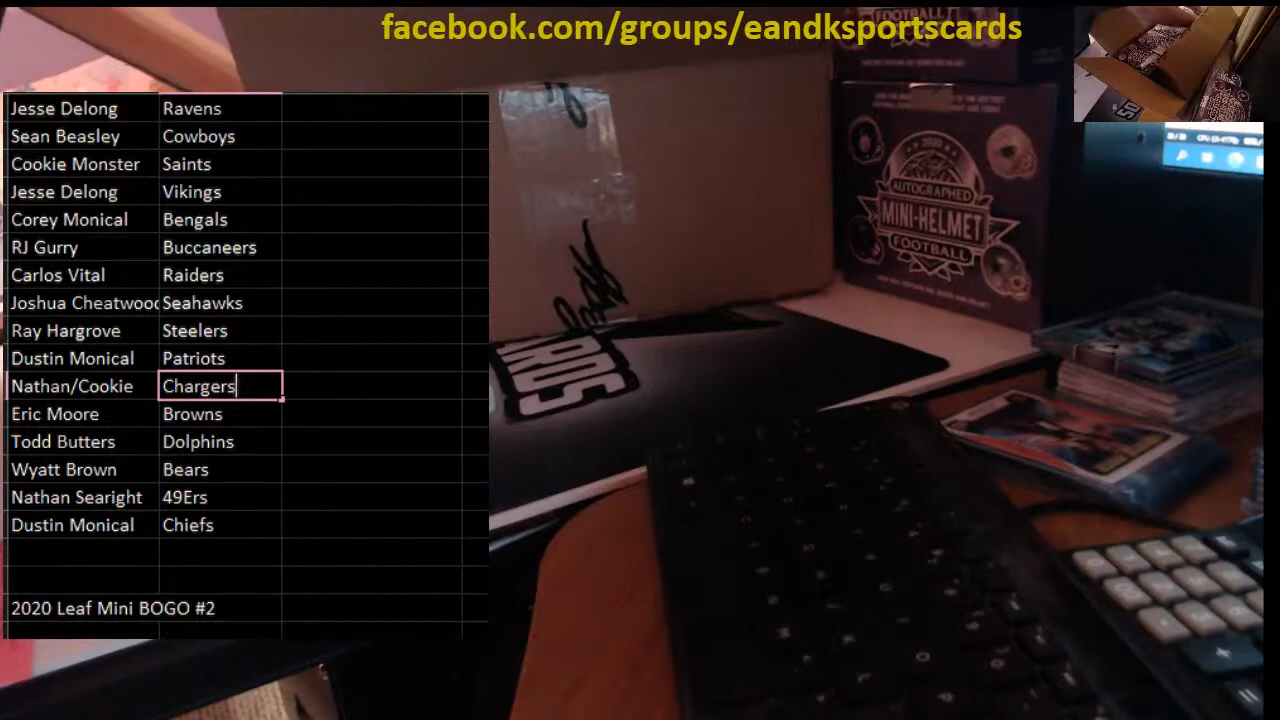 facebook.com/groups/eandksportscards
Jesse Delong Ravens
Sean Beasley Cowboys
Cookie Monster Saints
Jesse Delong Vikings
Corey Monical Bengals
RJ Gurry Buccaneers
Carlos Vital Raiders
Joshua Cheatwood Seahawks
Ray Hargrove Steelers
Dustin Monical Patriots
Nathan/Cookie Chargers
Eric Moore Browns
Todd Butters Dolphins
Wyatt Brown Bears
Nathan Searight 49Ers
Dustin Monical Chiefs
2020 Leaf Mini BOGO #2
FOOTBALL
2020
AUTOGRAPHED
MINI-HELMET
FOOTBALL